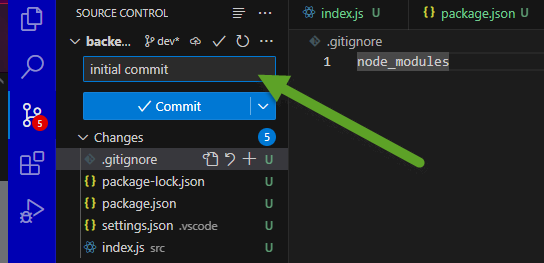 SOURCE CONTROL
backe... dev* ...
initial commit
Commit
Changes 5
.gitignore U
{} package-lock.json U
{} package.json U
{} settings.json .vscode U
index.js src U
5
index.js U {} package.json U
.gitignore
1 node_modules